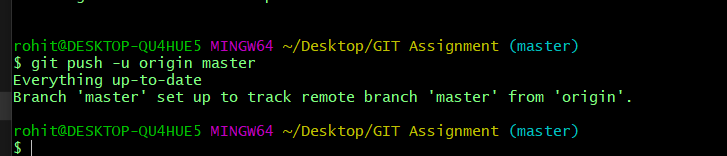 rohit@DESKTOP-QU4HUE5 MINGW64 ~/Desktop/GIT Assignment (master)
$ git push -u origin master
Everything up-to-date
Branch 'master' set up to track remote branch 'master' from 'origin'.
rohit@DESKTOP-QU4HUE5 MINGW64 ~/Desktop/GIT Assignment (master)
$